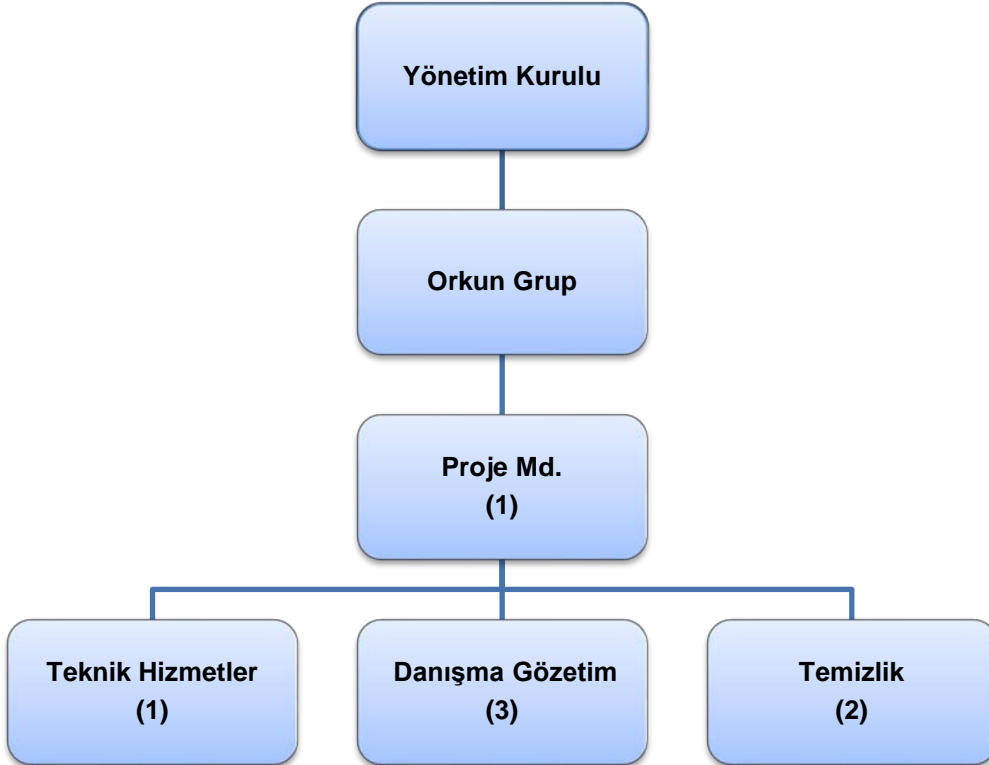 Yönetim Kurulu
Orkun Grup
Proje Md.
(1)
Teknik Hizmetler
(1)
Danışma Gözetim
(3)
Temizlik
(2)